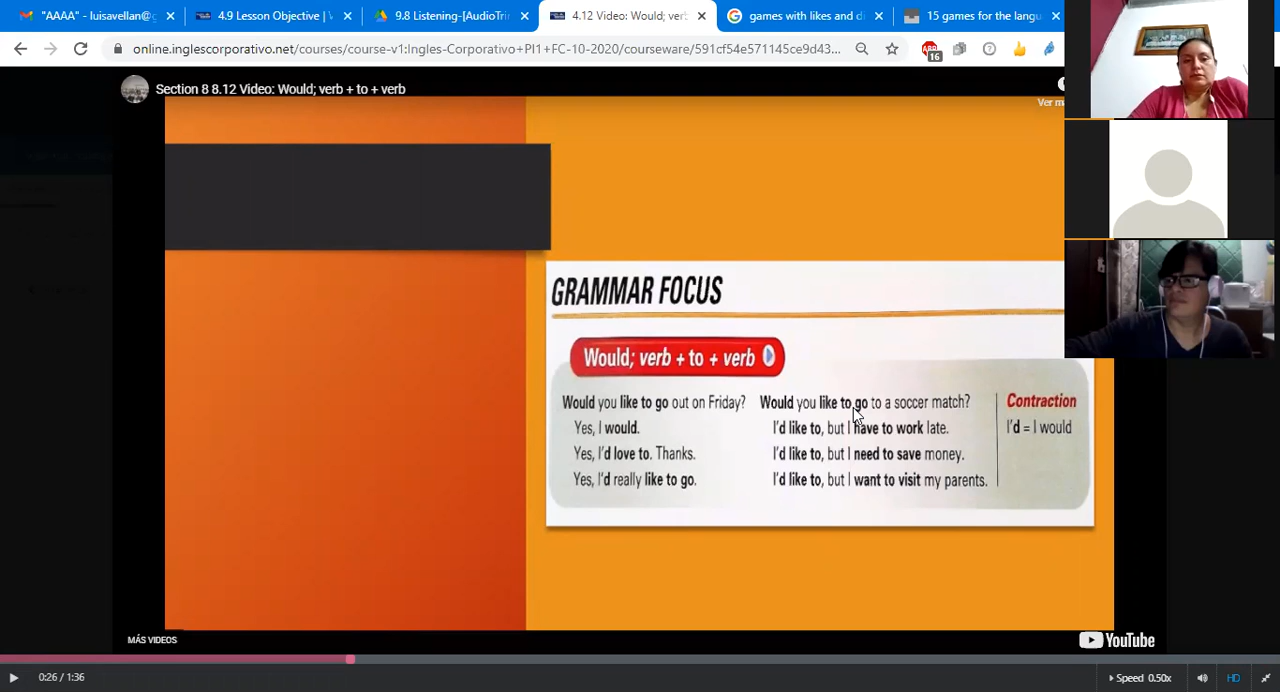 "AAAA" - luisavellan@g
4.9 Lesson Objective | V
9.8 Listening-[AudioTrin
4.12 Video: Would; verb
games with likes and di
15 games for the langu
online.inglescorporativo.net/courses/course-v1:Ingles-Corporativo+PI1+FC-10-2020/courseware/591cf54e571145ce9d43...
ABP
16
Section 8 8.12 Video: Would; verb + to + verb
Ver m
GRAMMAR FOCUS
Would; verb + to + verb
Would you like to go out on Friday?
Yes, I would.
Yes, I'd love to. Thanks.
Yes, I'd really like to go.
Would you like to go to a soccer match?
I'd like to, but I have to work late.
I'd like to, but I need to save money.
I'd like to, but I want to visit my parents.
Contraction
I'd = I would
MÁS VIDEOS
YouTube
0:26 / 1:36
Speed 0.50x
HD